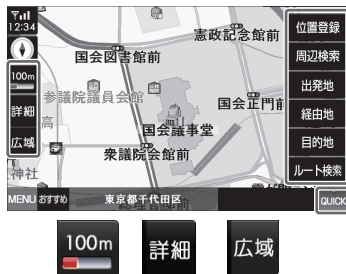 12:34
100m
詳細
広域
憲政記念館前
国会図書館前
参議院議員会館
国会正門前
国会議事堂
衆議院会館前
神社
位置登録
周辺検索
出発地
経由地
目的地
ルート検索
MENU おすすめ 東京都千代田区 QUICK
100m 詳細 広域